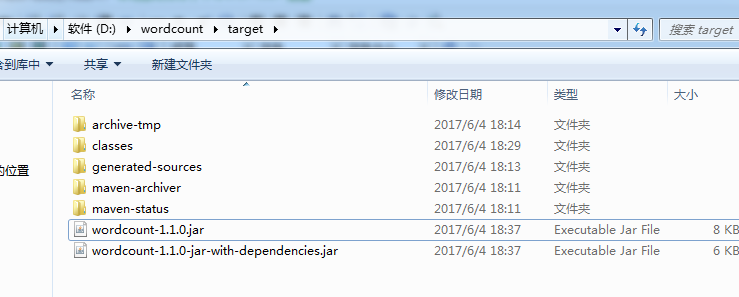 计算机 ▸ 软件 (D:) ▸ wordcount ▸ target ▸ 搜索 target
含到库中 共享 新建文件夹
名称 修改日期 类型 大小
archive-tmp 2017/6/4 18:14 文件夹
classes 2017/6/4 18:29 文件夹
generated-sources 2017/6/4 18:13 文件夹
的位置
maven-archiver 2017/6/4 18:11 文件夹
maven-status 2017/6/4 18:11 文件夹
wordcount-1.1.0.jar 2017/6/4 18:37 Executable Jar File 8 KB
wordcount-1.1.0-jar-with-dependencies.jar 2017/6/4 18:37 Executable Jar File 6 KB